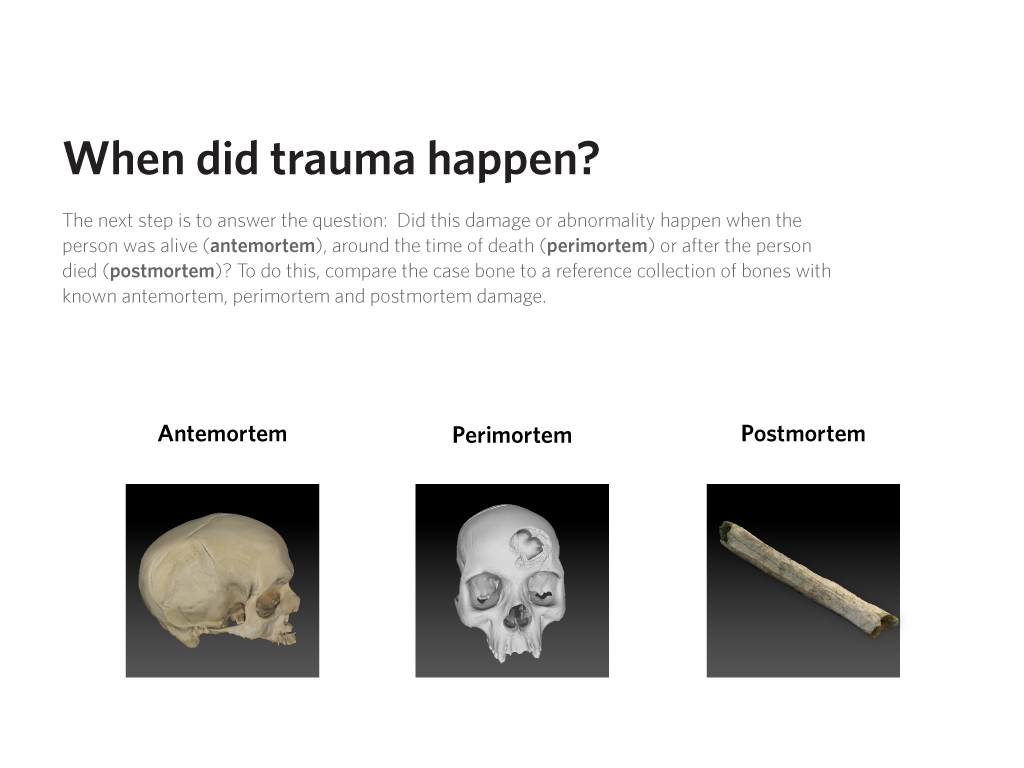 When did trauma happen?
The next step is to answer the question:  Did this damage or abnormality happen when the
person was alive (antemortem), around the time of death (perimortem) or after the person
died (postmortem)? To do this, compare the case bone to a reference collection of bones with
known antemortem, perimortem and postmortem damage.
Antemortem
Perimortem
Postmortem